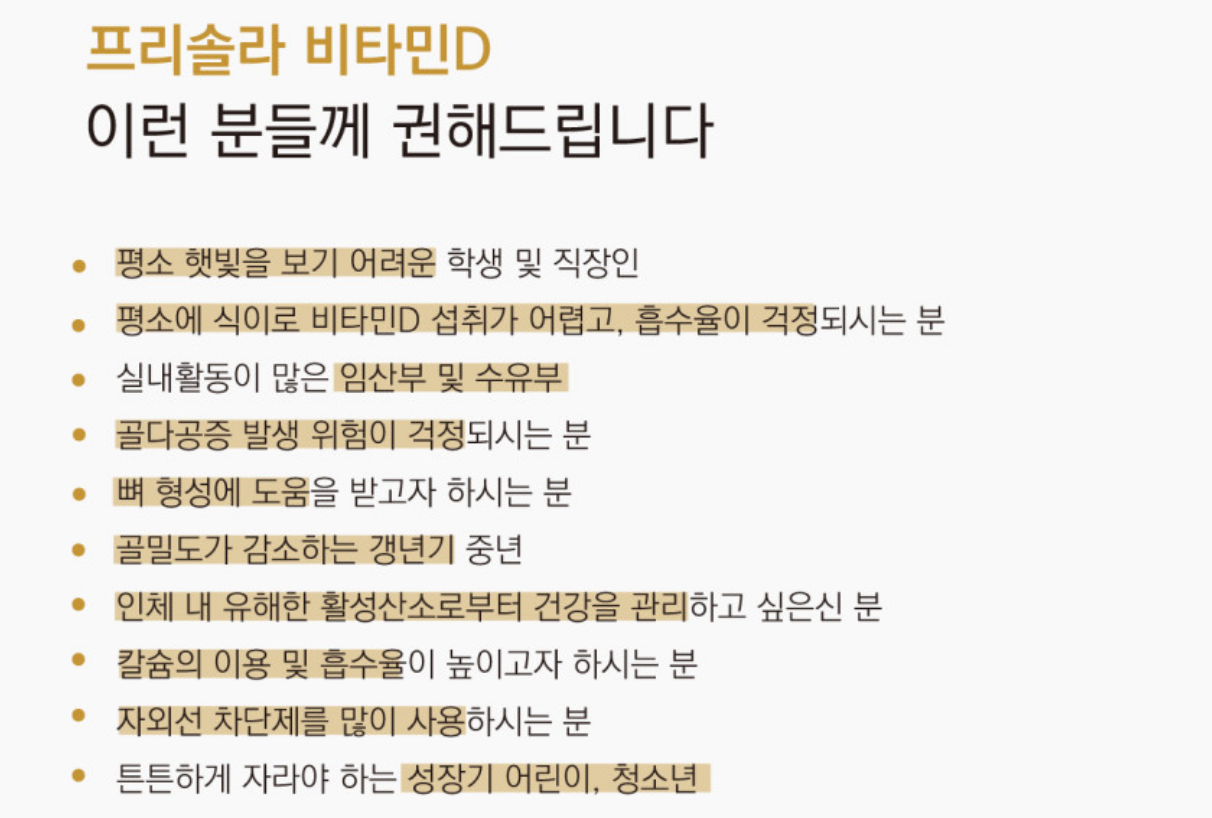 프리솔라 비타민D
이런 분들께 권해드립니다
평소 햇빛을 보기 어려운 학생 및 직장인
평소에 식이로 비타민D 섭취가 어렵고, 흡수율이 걱정되시는 분
실내활동이 많은 임산부 및 수유부
골다공증 발생 위험이 걱정되시는 분
뼈 형성에 도움을 받고자 하시는 분
골밀도가 감소하는 갱년기 중년
인체 내 유해한 활성산소로부터 건강을 관리하고 싶은신 분
칼슘의 이용 및 흡수율이 높이고자 하시는 분
자외선 차단제를 많이 사용하시는 분
튼튼하게 자라야 하는 성장기 어린이, 청소년